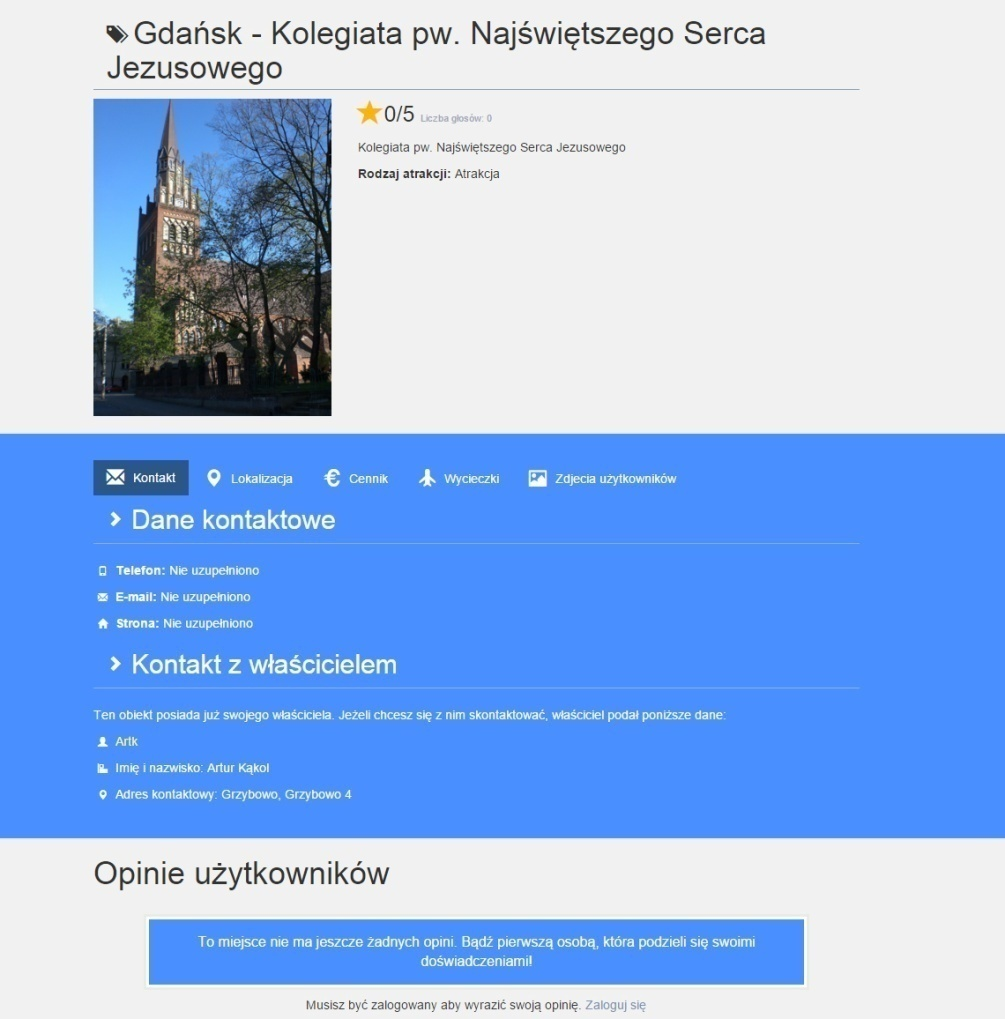 Gdańsk - Kolegiata pw. Najświętszego Serca
Jezusowego
0/5 Liczba głosów: 0
Kolegiata pw. Najświętszego Serca Jezusowego
Rodzaj atrakcji: Atrakcja
Kontakt Lokalizacja Cennik Wycieczki Zdjecia użytkowników
Dane kontaktowe
Telefon: Nie uzupełniono
E-mail: Nie uzupełniono
Strona: Nie uzupełniono
Kontakt z właścicielem
Ten obiekt posiada już swojego właściciela. Jeżeli chcesz się z nim skontaktować, właściciel podał poniższe dane:
Artk
Imię i nazwisko: Artur Kąkol
Adres kontaktowy: Grzybowo, Grzybowo 4
Opinie użytkowników
To miejsce nie ma jeszcze żadnych opini. Bądź pierwszą osobą, która podzieli się swoimi
doświadczeniami!
Musisz być zalogowany aby wyrazić swoją opinię. Zaloguj się